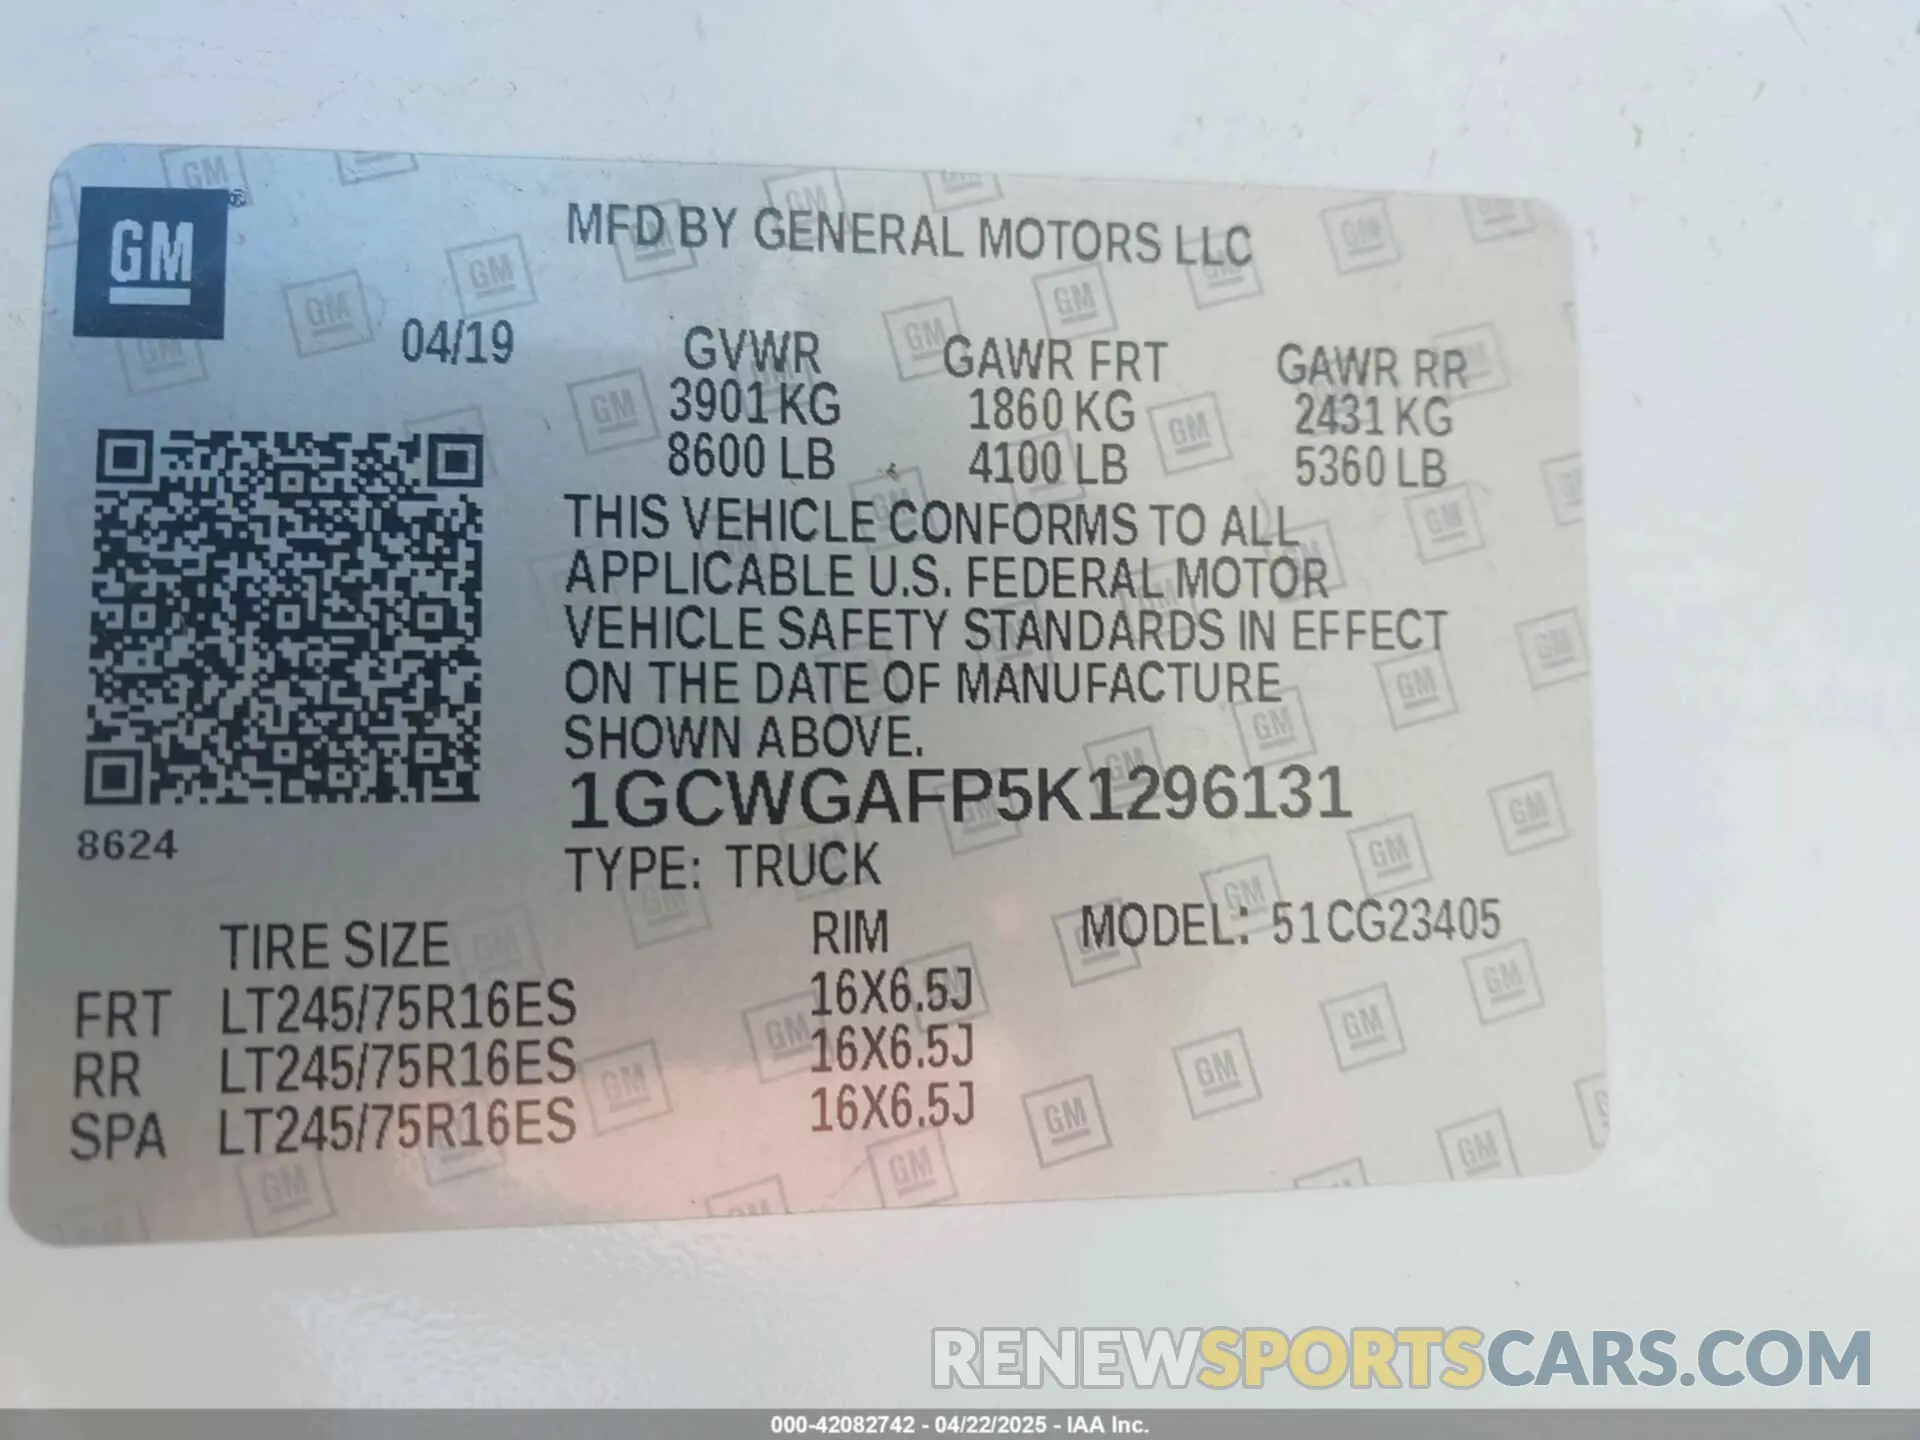 GM®
MFD BY GENERAL MOTORS LLC
04/19 GVWR GAWR FRT GAWR RR
3901 KG 1860 KG 2431 KG
8600 LB 4100 LB 5360 LB
THIS VEHICLE CONFORMS TO ALL
APPLICABLE U.S. FEDERAL MOTOR
VEHICLE SAFETY STANDARDS IN EFFECT
ON THE DATE OF MANUFACTURE
SHOWN ABOVE.
1GCWGAFP5K1296131
8624
TYPE: TRUCK
TIRE SIZE RIM MODEL: 51CG23405
FRT LT245/75R16ES 16X6.5J
RR LT245/75R16ES 16X6.5J
SPA LT245/75R16ES 16X6.5J
RENEWSPORTSCARS.COM
000-42082742 - 04/22/2025 - IAA Inc.